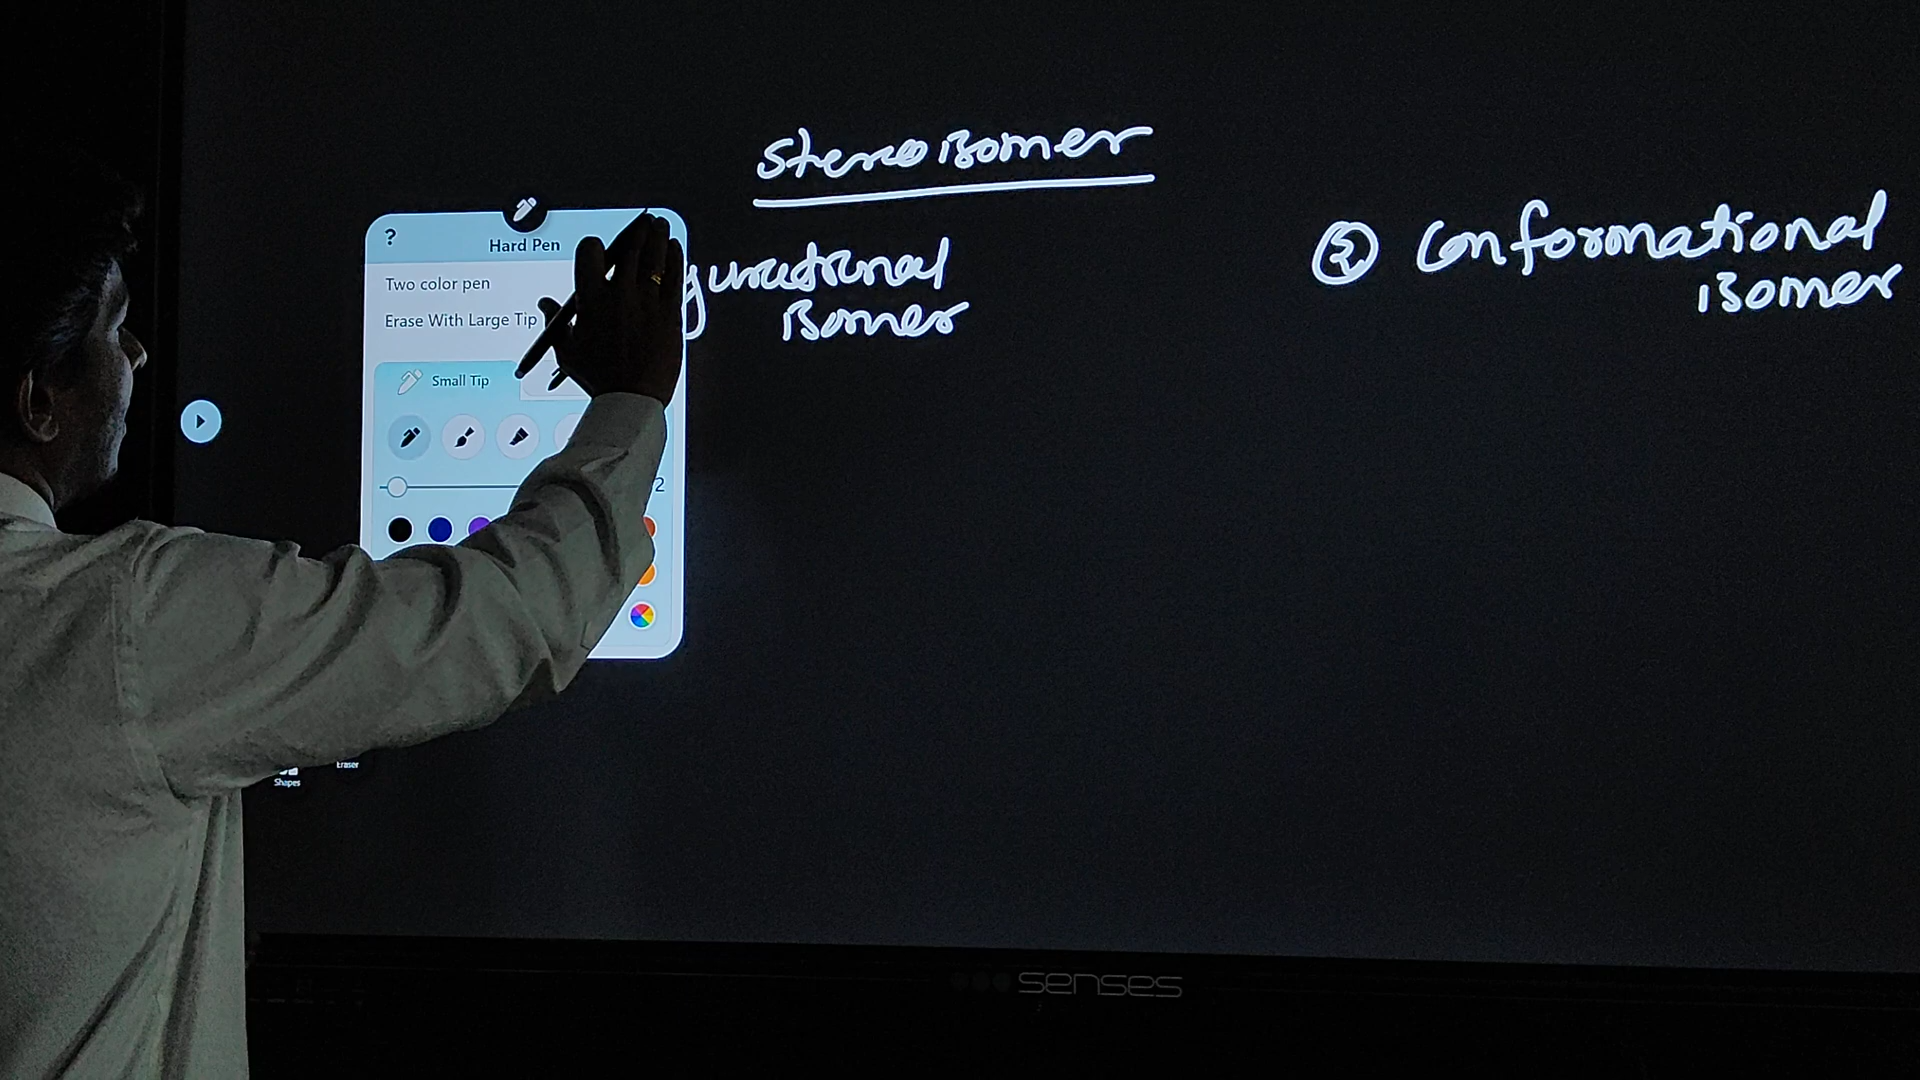 Stereoisomer
gurational
isomer
② Conformational
isomer
?
Hard Pen
Two color pen
Erase With Large Tip
Small Tip
2
Shapes
Eraser
senses